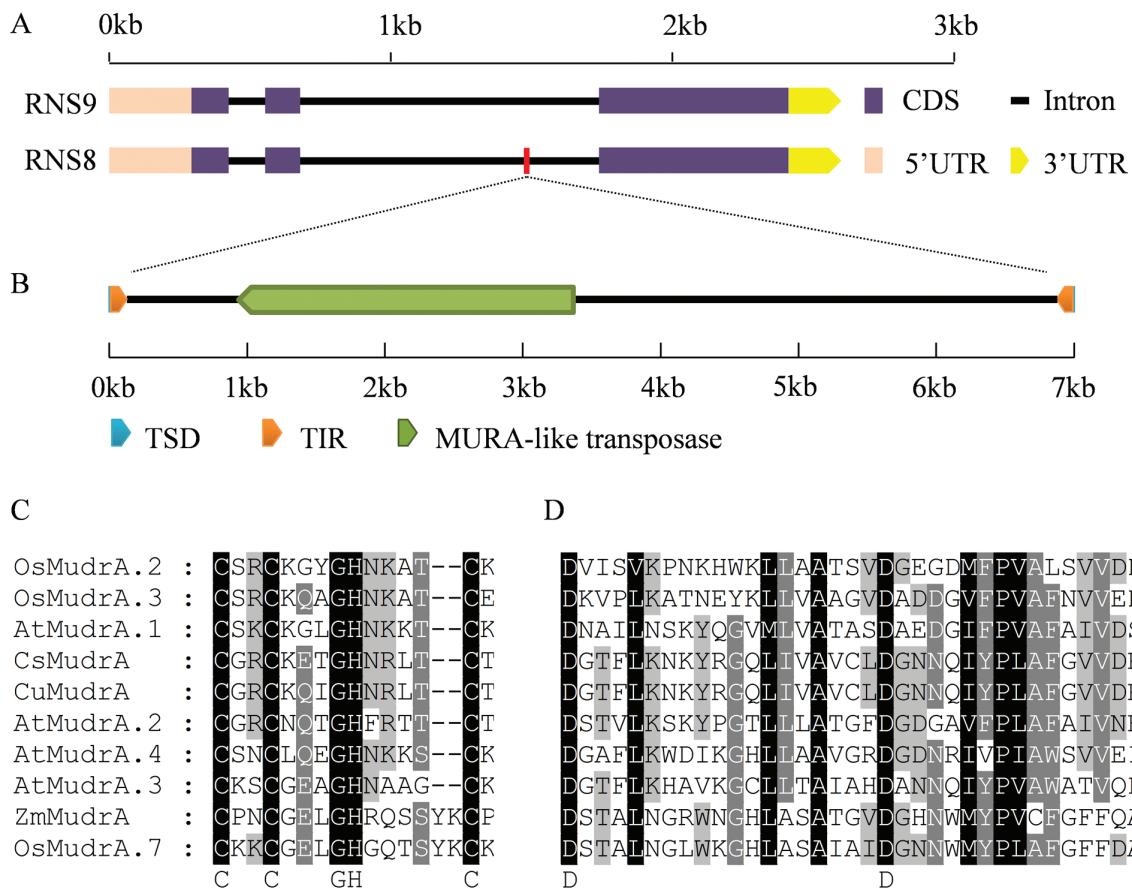 A
0kb 1kb 2kb 3kb
RNS9 CDS Intron
RNS8 5'UTR 3'UTR
B
0kb 1kb 2kb 3kb 4kb 5kb 6kb 7kb
TSD TIR MURA-like transposase
C D
OsMudrA.2 : CSRCKGYGHNKAT--CK DVISVKPNKHWKLLAATSVDGEGDMFPVALSVVD
OsMudrA.3 : CSRCKQAGHNKAT--CE DKVPLKATNEYKLLVAAGVDADDGVFPVAFNVVE
AtMudrA.1 : CSKCKGLGHNKKT--CK DNAILNSKYQGVMLVATASDAEDGIFPVAFAIVDS
CsMudrA : CGRCKETGHNRLT--CT DGTFLKNKYRGQLIVAVCLDGNNQIYPLAFGVVD
CuMudrA : CGRCKQIGHNRLT--CT DGTFLKNKYRGQLIVAVCLDGNNQIYPLAFGVVD
AtMudrA.2 : CGRCNQTGHFRTT--CT DSTVLKSKYPGTLLLATGFDGDGAVFPLAFAIVN
AtMudrA.4 : CSNCLQEGHNKKS--CK DGAFLKWDIKGHLLAAVGRDGDNRIVPIAWSVVE
AtMudrA.3 : CKSCGEAGHNAAG--CK DGTFLKHAVKGCLLTAIAHDANNQIYPVAWATVQ
ZmMudrA : CPNCGELGHRQSSYKCP DSTALNGRWNGHLASATGVDGHNWMYPVCFGFFQA
OsMudrA.7 : CKKCGELGHGQTSYKCK DSTALNGLWKGHLASAIAIDGNNWMYPLAFGFFDA
C C GH C D D